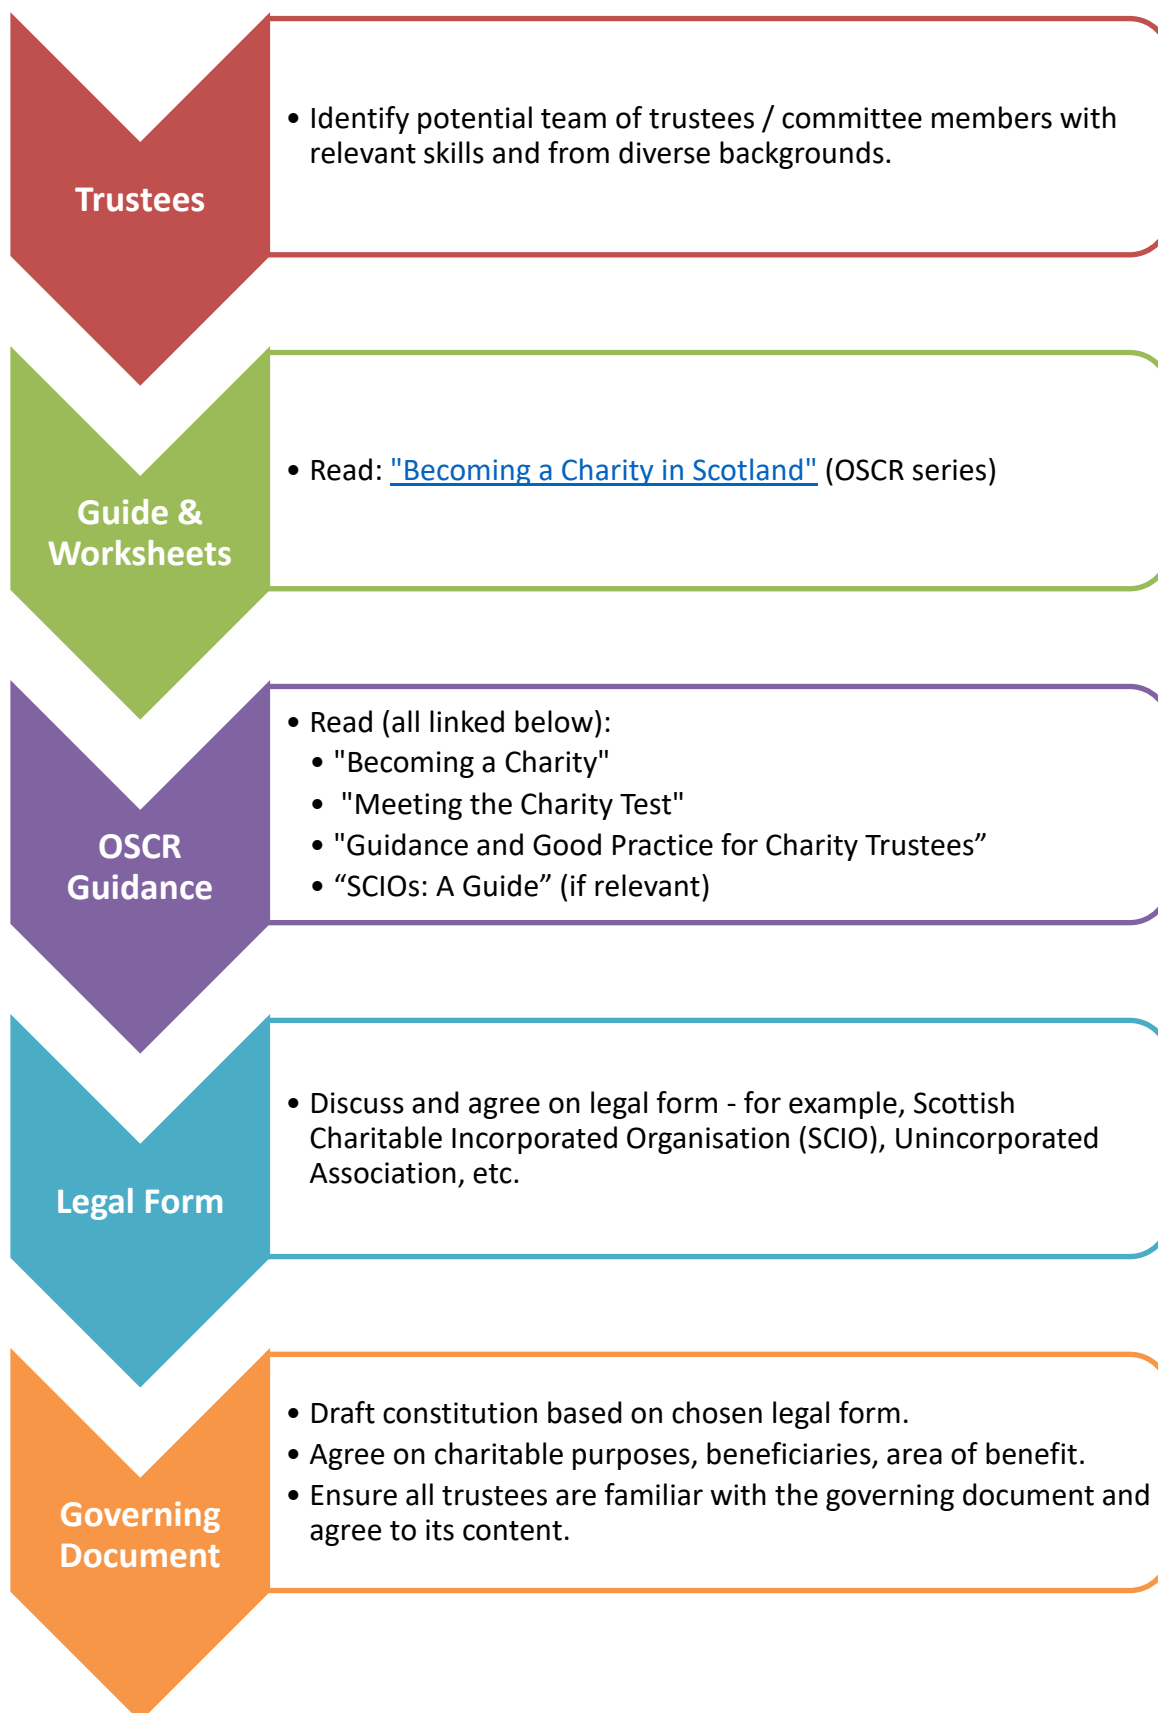 Trustees
• Identify potential team of trustees / committee members with
relevant skills and from diverse backgrounds.
Guide &
Worksheets
• Read: "Becoming a Charity in Scotland" (OSCR series)
OSCR
Guidance
• Read (all linked below):
• "Becoming a Charity"
• "Meeting the Charity Test"
• "Guidance and Good Practice for Charity Trustees”
• “SCIOs: A Guide” (if relevant)
Legal Form
• Discuss and agree on legal form - for example, Scottish
Charitable Incorporated Organisation (SCIO), Unincorporated
Association, etc.
Governing
Document
• Draft constitution based on chosen legal form.
• Agree on charitable purposes, beneficiaries, area of benefit.
• Ensure all trustees are familiar with the governing document and
agree to its content.